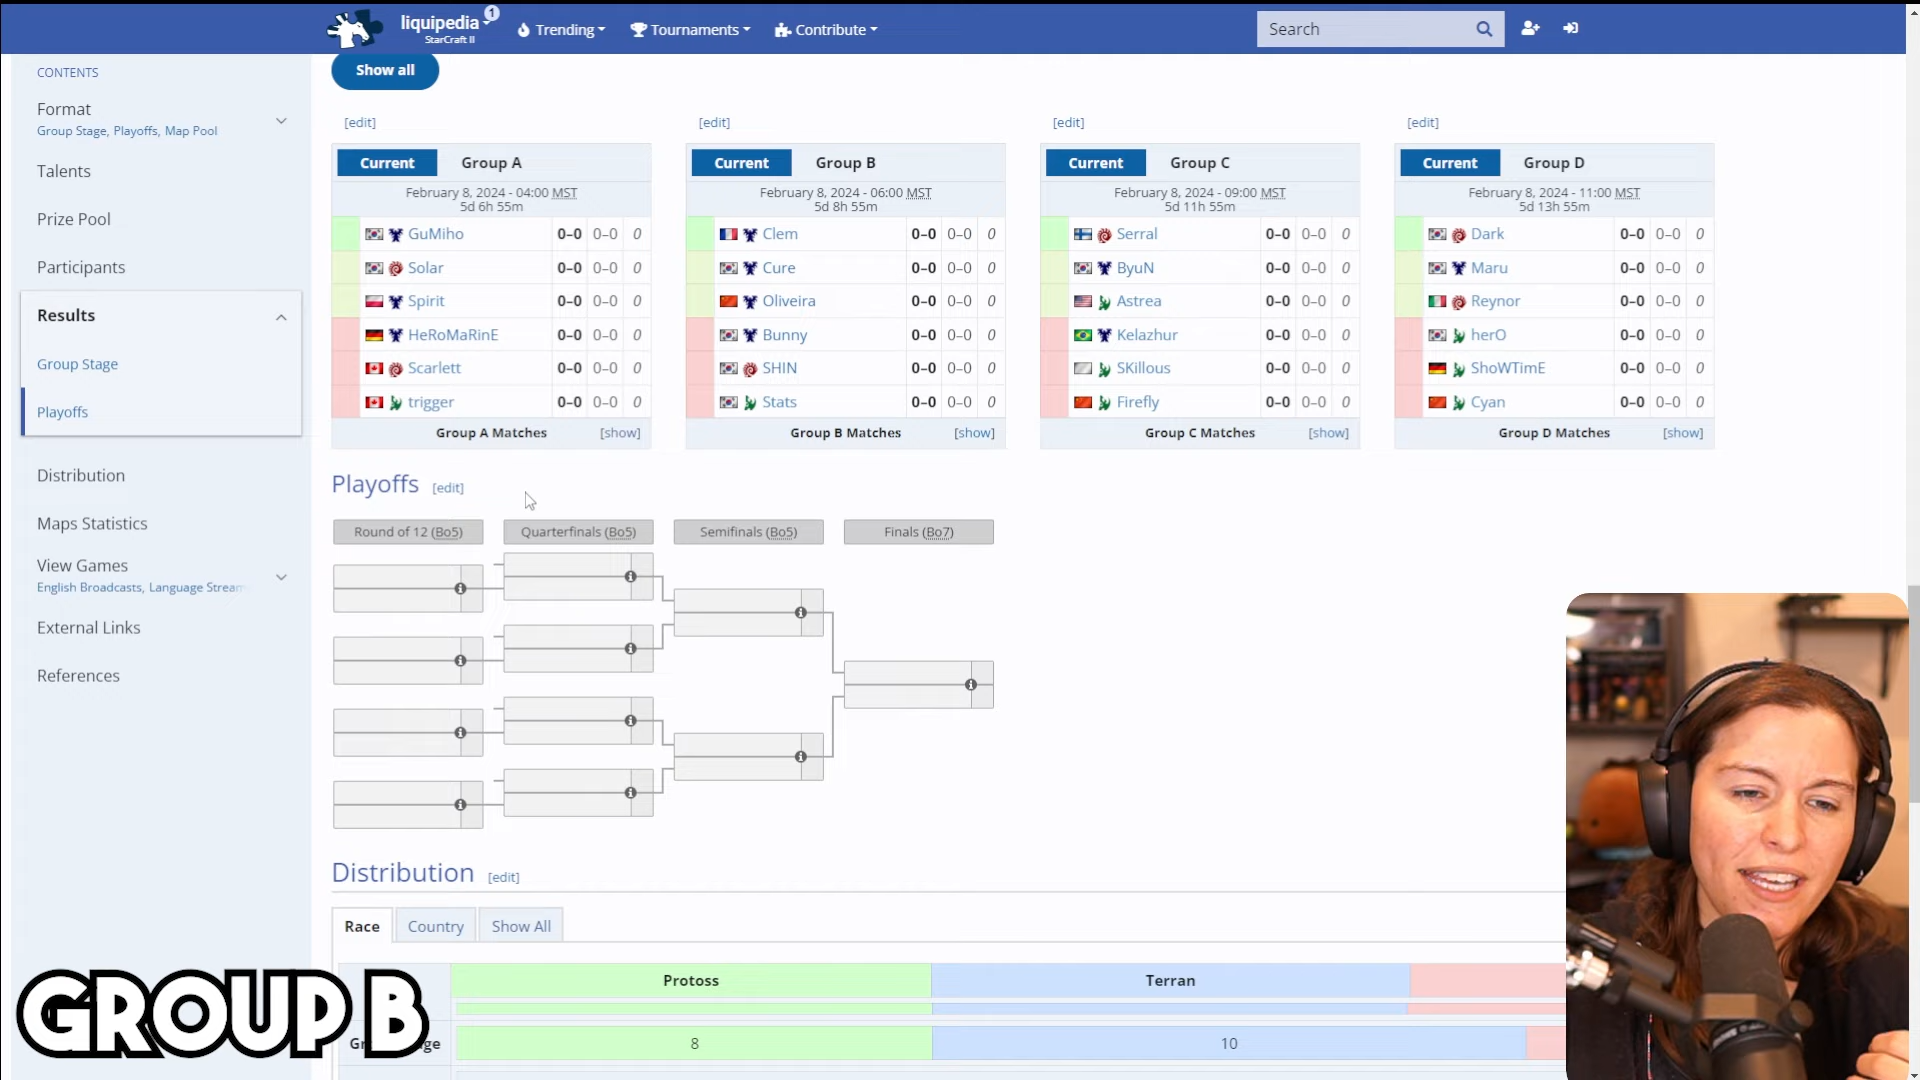 liquipedia 1
StarCraft II
Trending
Tournaments
Contribute
Search
CONTENTS
Format
Group Stage, Playoffs, Map Pool
Talents
Prize Pool
Participants
Results
Group Stage
Playoffs
Distribution
Maps Statistics
View Games
English Broadcasts, Language Stream
External Links
References
Show all
[edit]
Current Group A
February 8, 2024 - 04:00 MST
5d 6h 55m
GuMiho 0–0 0–0 0
Solar 0–0 0–0 0
Spirit 0–0 0–0 0
HeRoMaRinE 0–0 0–0 0
Scarlett 0–0 0–0 0
trigger 0–0 0–0 0
Group A Matches [show]
[edit]
Current Group B
February 8, 2024 - 06:00 MST
5d 8h 55m
Clem 0–0 0–0 0
Cure 0–0 0–0 0
Oliveira 0–0 0–0 0
Bunny 0–0 0–0 0
SHIN 0–0 0–0 0
Stats 0–0 0–0 0
Group B Matches [show]
[edit]
Current Group C
February 8, 2024 - 09:00 MST
5d 11h 55m
Serral 0–0 0–0 0
ByuN 0–0 0–0 0
Astrea 0–0 0–0 0
Kelazhur 0–0 0–0 0
SKillous 0–0 0–0 0
Firefly 0–0 0–0 0
Group C Matches [show]
[edit]
Current Group D
February 8, 2024 - 11:00 MST
5d 13h 55m
Dark 0–0 0–0 0
Maru 0–0 0–0 0
Reynor 0–0 0–0 0
herO 0–0 0–0 0
ShoWTimE 0–0 0–0 0
Cyan 0–0 0–0 0
Group D Matches [show]
Playoffs [edit]
Round of 12 (Bo5) Quarterfinals (Bo5) Semifinals (Bo5) Finals (Bo7)
Distribution [edit]
Race Country Show All
Protoss Terran
8 10
GROUP B